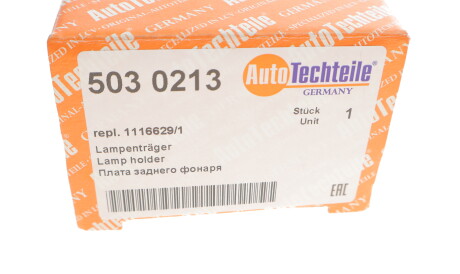 503 0213
AutoTechteile®
GERMANY
Stück
Unit 1
repl. 1116629/1
Lampenträger
Lamp holder
Плата заднего фонаря
EAC